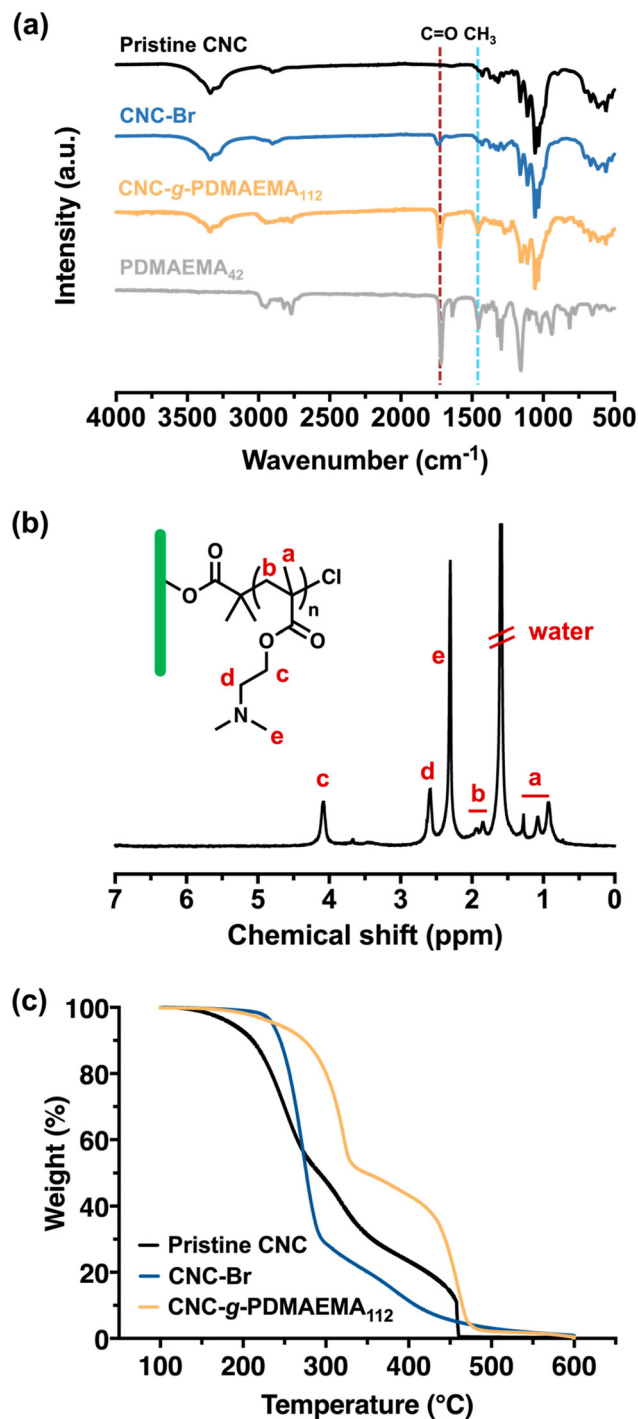 (a)
C=O CH₃
Pristine CNC
CNC-Br
CNC-g-PDMAEMA₁₁₂
PDMAEMA₄₂
Intensity (a.u.)
4000 3500 3000 2500 2000 1500 1000 500
Wavenumber (cm⁻¹)
(b)
O
O
b
a
Cl
n
O
O
d
c
N
e
c
d
e
b
water
a
7 6 5 4 3 2 1 0
Chemical shift (ppm)
(c)
100
80
60
40
20
0
Weight (%)
Pristine CNC
CNC-Br
CNC-g-PDMAEMA₁₁₂
100 200 300 400 500 600
Temperature (°C)